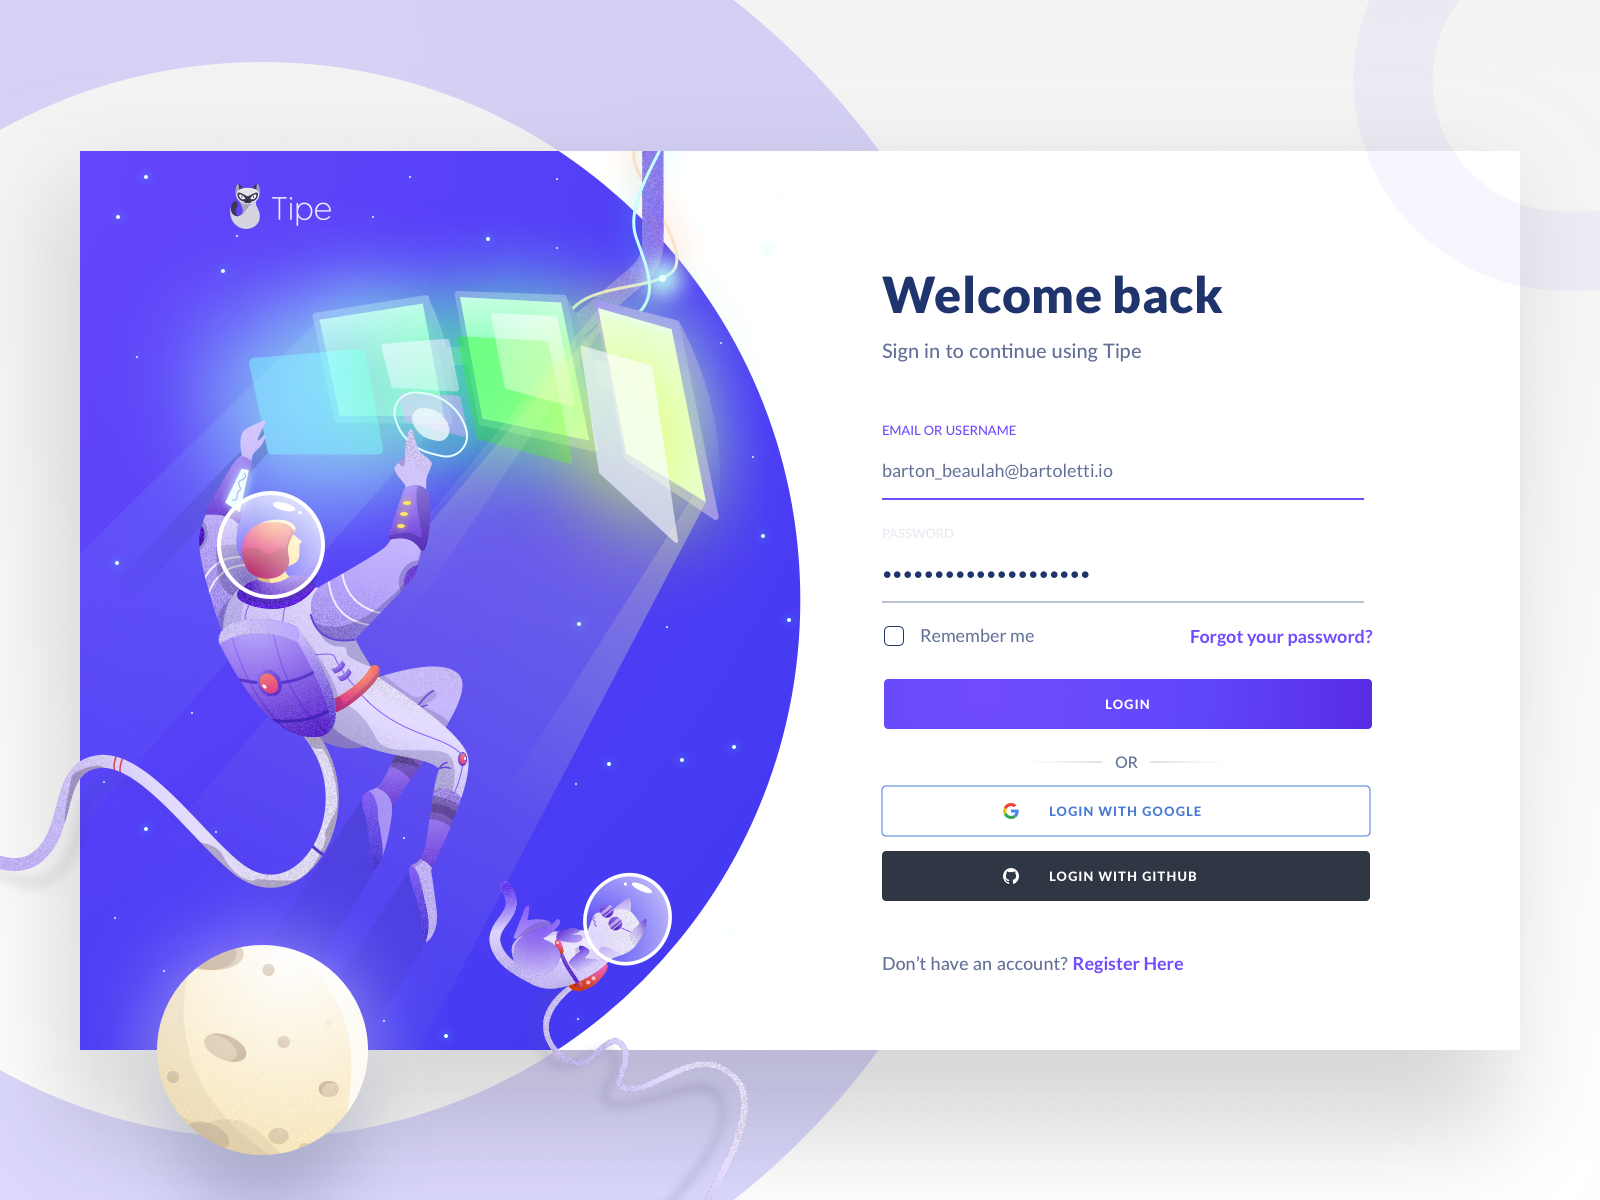 Tipe
Welcome back
Sign in to continue using Tipe
EMAIL OR USERNAME
barton_beaulah@bartoletti.io
PASSWORD
•••••••••••••••••••
Remember me
Forgot your password?
LOGIN
OR
LOGIN WITH GOOGLE
LOGIN WITH GITHUB
Don’t have an account? Register Here